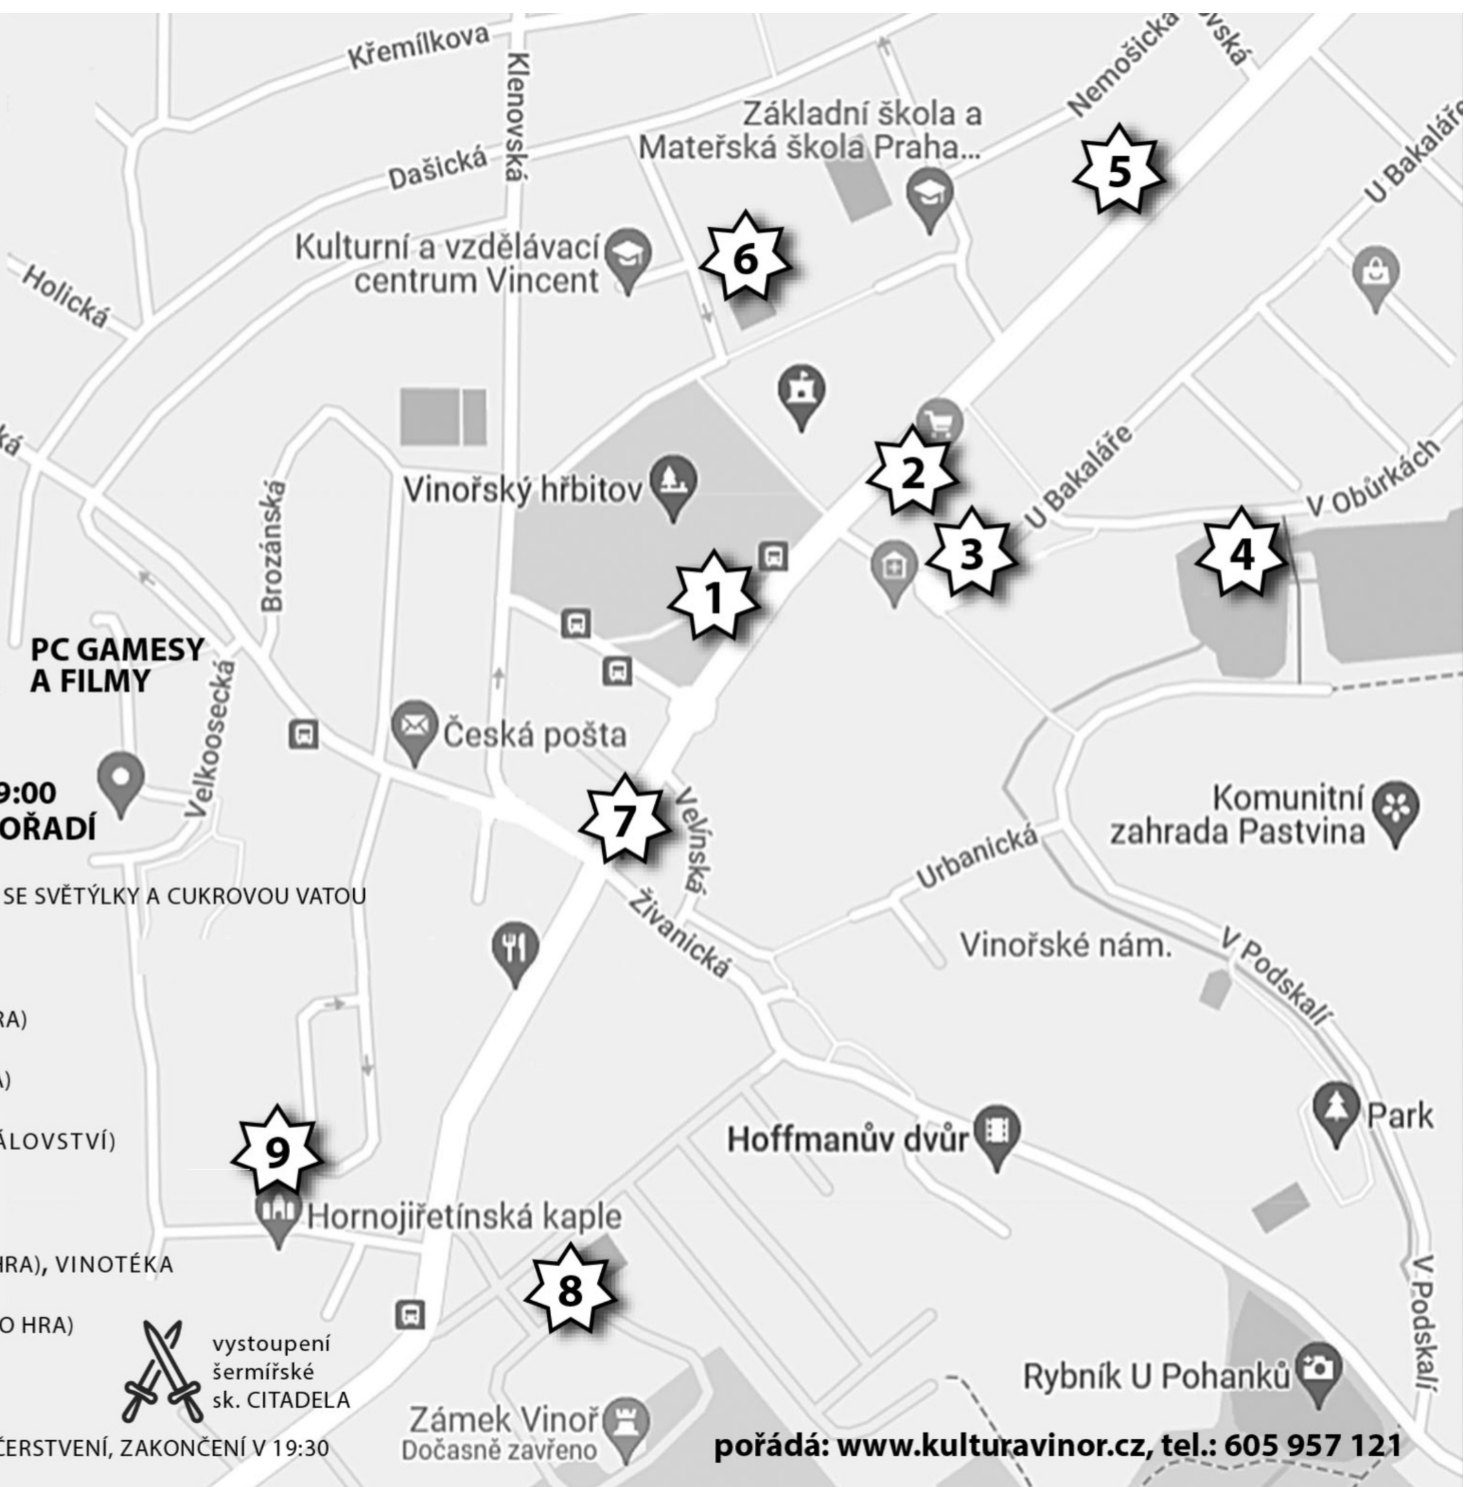 Křemílkova
Klenovská
Dašická
Základní škola a
Mateřská škola Praha...
Nemošická
ovská
U Bakaláře
5
6
Kulturní a vzdělávací
centrum Vincent
Holická
ká
Vinořský hřbitov
Brozánská
2
3
U Bakaláře
V Obůrkách
4
1
PC GAMESY
A FILMY
Velkoosecká
Česká pošta
9:00
OŘADÍ
7
Velínská
Komunitní
zahrada Pastvina
Urbanická
SE SVĚTÝLKY A CUKROVOU VATOU
Živanická
Vinořské nám.
V Podskalí
RA)
A)
ÁLOVSTVÍ)
Hoffmanův dvůr
Park
9
Hornojiřetínská kaple
HRA), VINOTÉKA
8
V Podskalí
O HRA)
vystoupení
šermířské
sk. CITADELA
Rybník U Pohanků
Zámek Vinoř
Dočasně zavřeno
ČERSTVENÍ, ZAKONČENÍ V 19:30
pořádá: www.kulturavinor.cz, tel.: 605 957 121